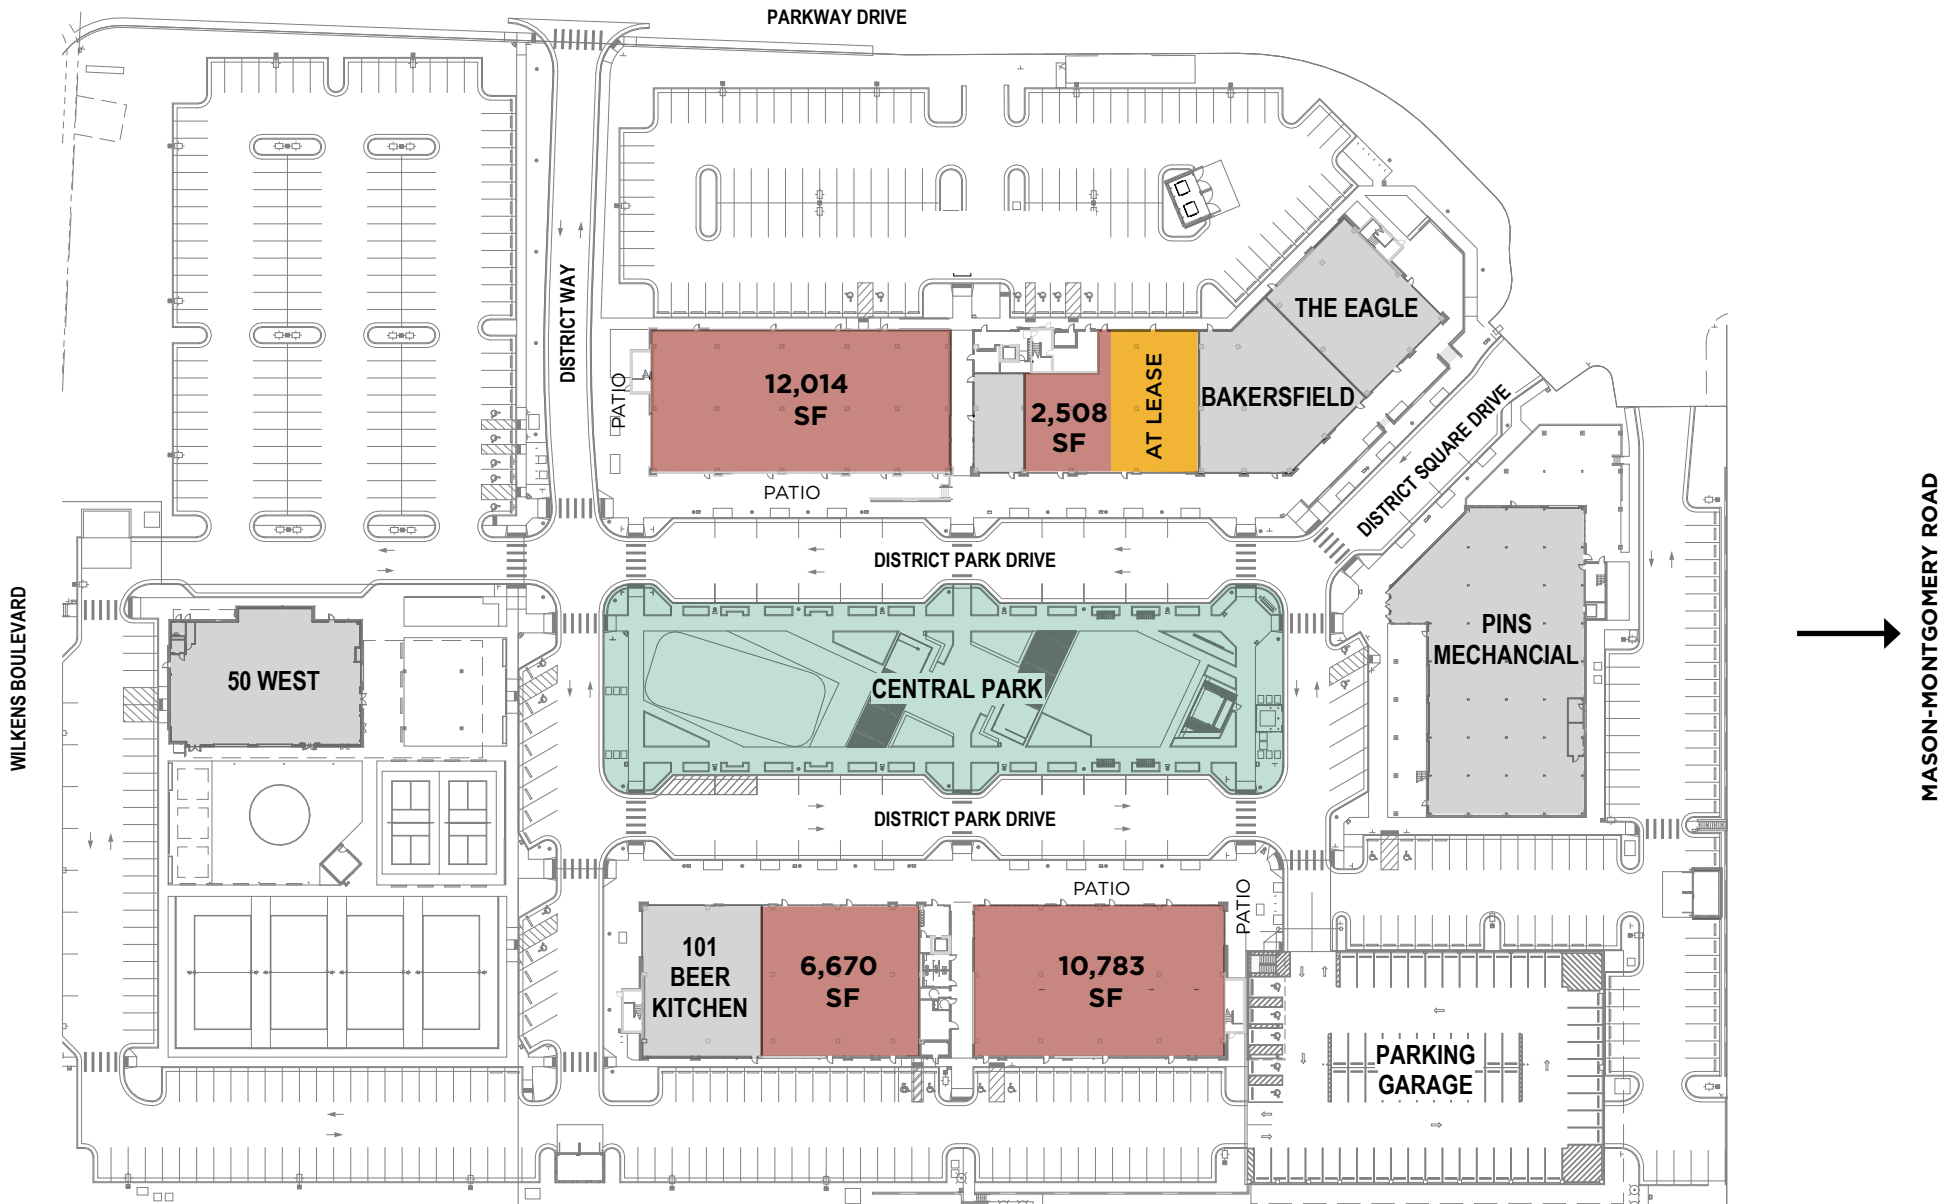 PARKWAY DRIVE
DISTRICT WAY
THE EAGLE
PATIO
12,014
SF
2,508
SF
AT LEASE
BAKERSFIELD
DISTRICT SQUARE DRIVE
PATIO
DISTRICT PARK DRIVE
WILKENS BOULEVARD
50 WEST
CENTRAL PARK
PINS
MECHANCIAL
MASON-MONTGOMERY ROAD
DISTRICT PARK DRIVE
PATIO
PATIO
101
BEER
KITCHEN
6,670
SF
10,783
SF
PARKING
GARAGE